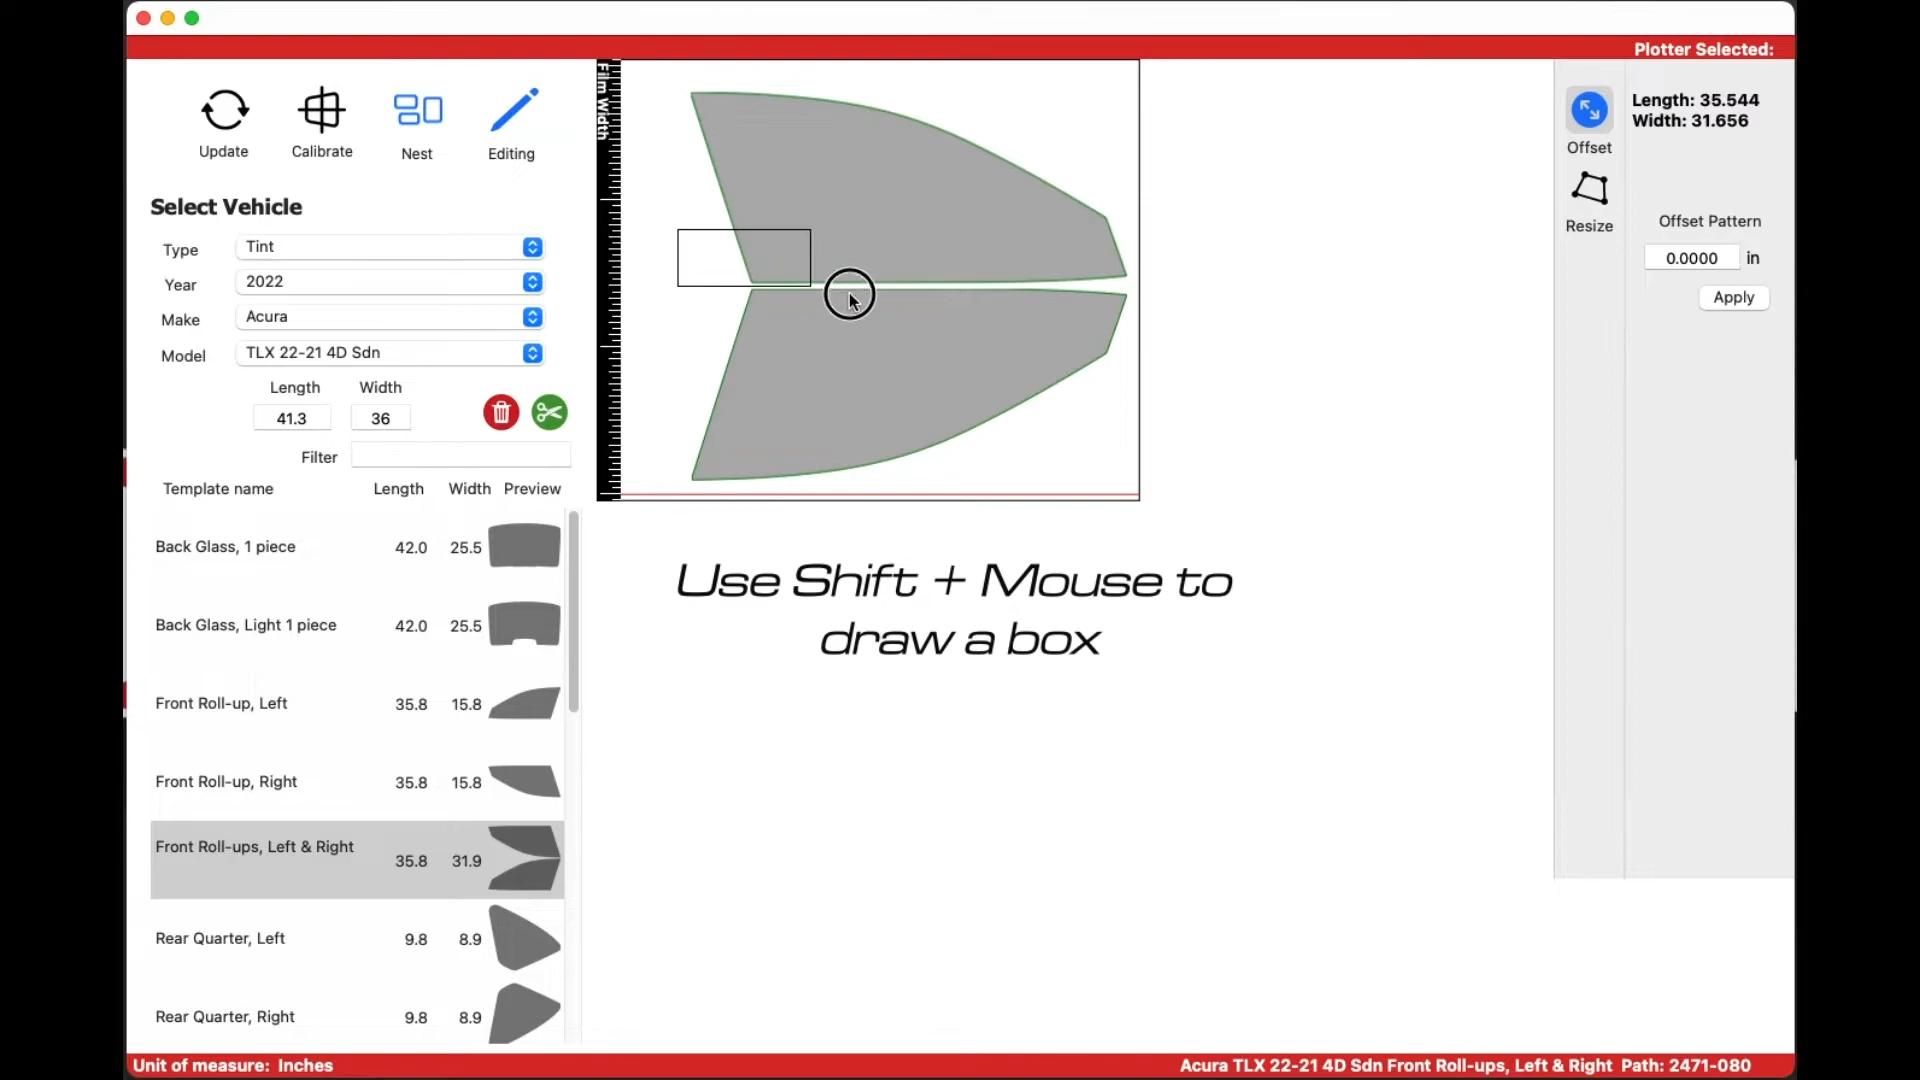 Plotter Selected:
Update
Calibrate
Nest
Editing
Film Width
Offset
Length: 35.544
Width: 31.656
Resize
Offset Pattern
0.0000 in
Apply
Select Vehicle
Type Tint
Year 2022
Make Acura
Model TLX 22-21 4D Sdn
Length Width
41.3 36
Filter
Template name Length Width Preview
Back Glass, 1 piece 42.0 25.5
Back Glass, Light 1 piece 42.0 25.5
Front Roll-up, Left 35.8 15.8
Front Roll-up, Right 35.8 15.8
Front Roll-ups, Left & Right 35.8 31.9
Rear Quarter, Left 9.8 8.9
Rear Quarter, Right 9.8 8.9
Use Shift + Mouse to
draw a box
Unit of measure: Inches
Acura TLX 22-21 4D Sdn Front Roll-ups, Left & Right Path: 2471-080